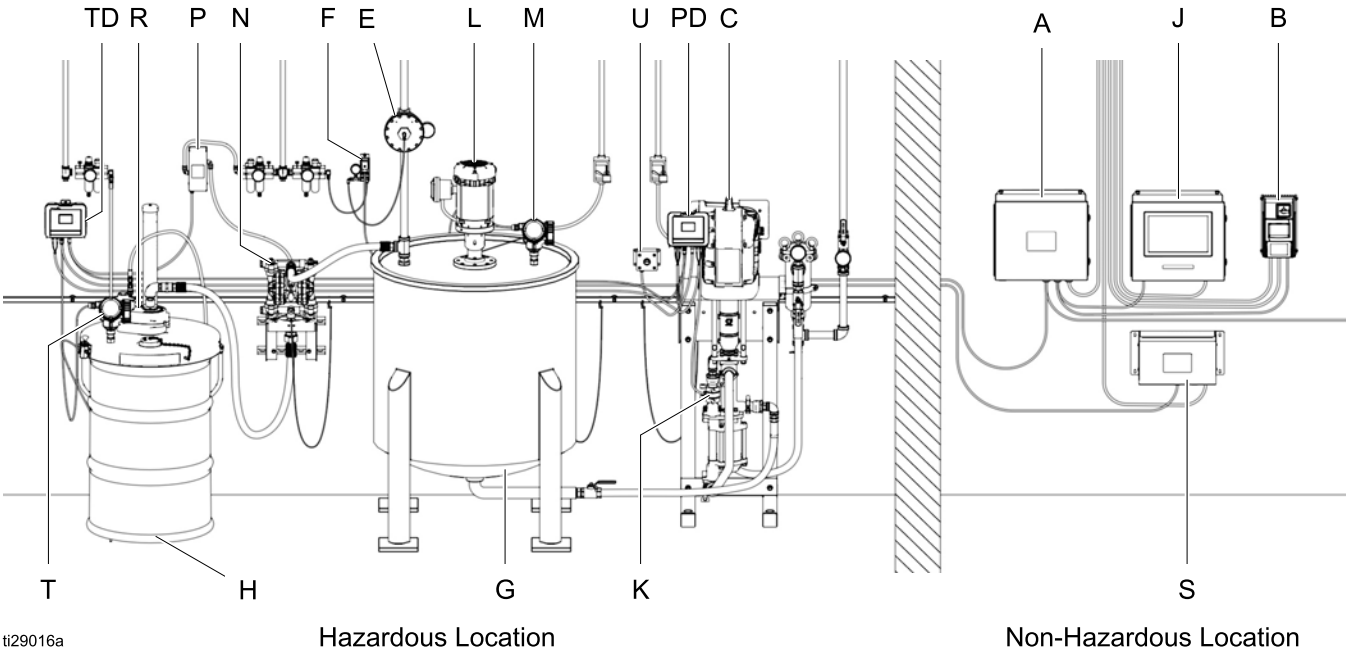 TD R P N F E L M U PD C A J B
T H G K S
ti29016a Hazardous Location Non-Hazardous Location